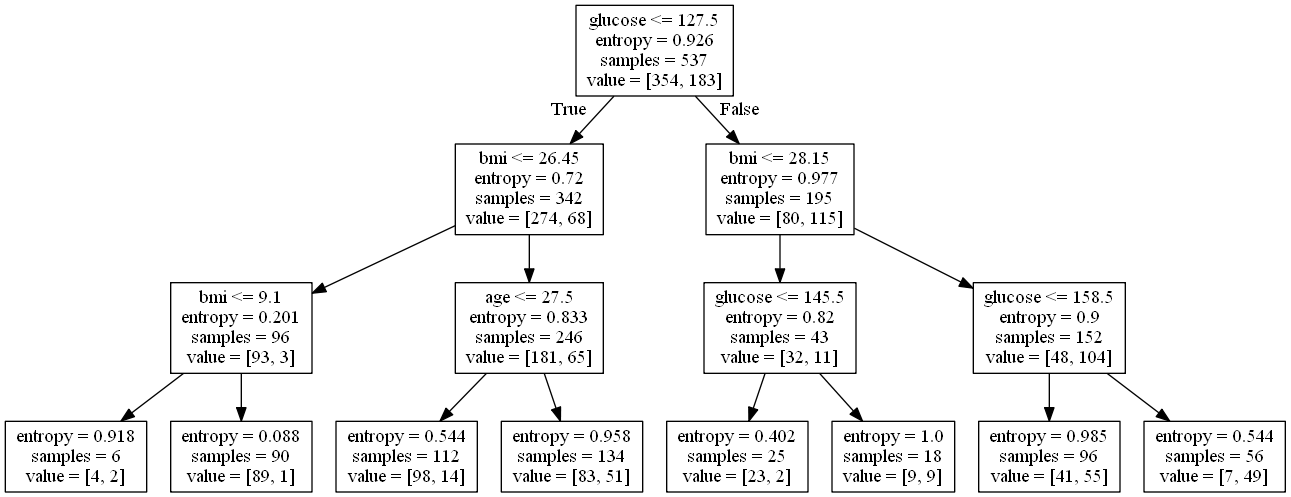 glucose <= 127.5
entropy = 0.926
samples = 537
value = [354, 183]
True
False
bmi <= 26.45
entropy = 0.72
samples = 342
value = [274, 68]
bmi <= 28.15
entropy = 0.977
samples = 195
value = [80, 115]
bmi <= 9.1
entropy = 0.201
samples = 96
value = [93, 3]
age <= 27.5
entropy = 0.833
samples = 246
value = [181, 65]
glucose <= 145.5
entropy = 0.82
samples = 43
value = [32, 11]
glucose <= 158.5
entropy = 0.9
samples = 152
value = [48, 104]
entropy = 0.918
samples = 6
value = [4, 2]
entropy = 0.088
samples = 90
value = [89, 1]
entropy = 0.544
samples = 112
value = [98, 14]
entropy = 0.958
samples = 134
value = [83, 51]
entropy = 0.402
samples = 25
value = [23, 2]
entropy = 1.0
samples = 18
value = [9, 9]
entropy = 0.985
samples = 96
value = [41, 55]
entropy = 0.544
samples = 56
value = [7, 49]